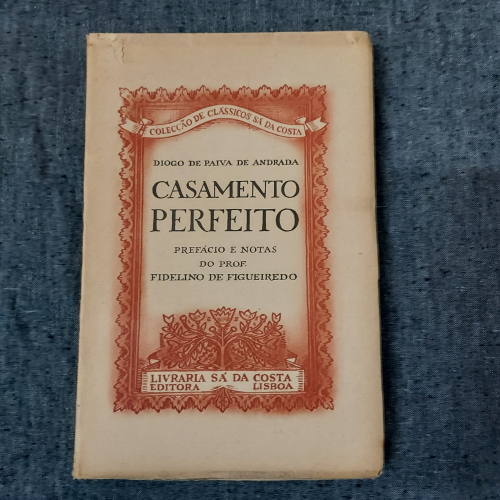 COLECÇÃO DE CLÁSSICOS SÁ DA COSTA
DIOGO DE PAIVA DE ANDRADA
CASAMENTO
PERFEITO
PREFÁCIO E NOTAS
DO PROF.
FIDELINO DE FIGUEIREDO
LIVRARIA SÁ DA COSTA
EDITORA LISBOA